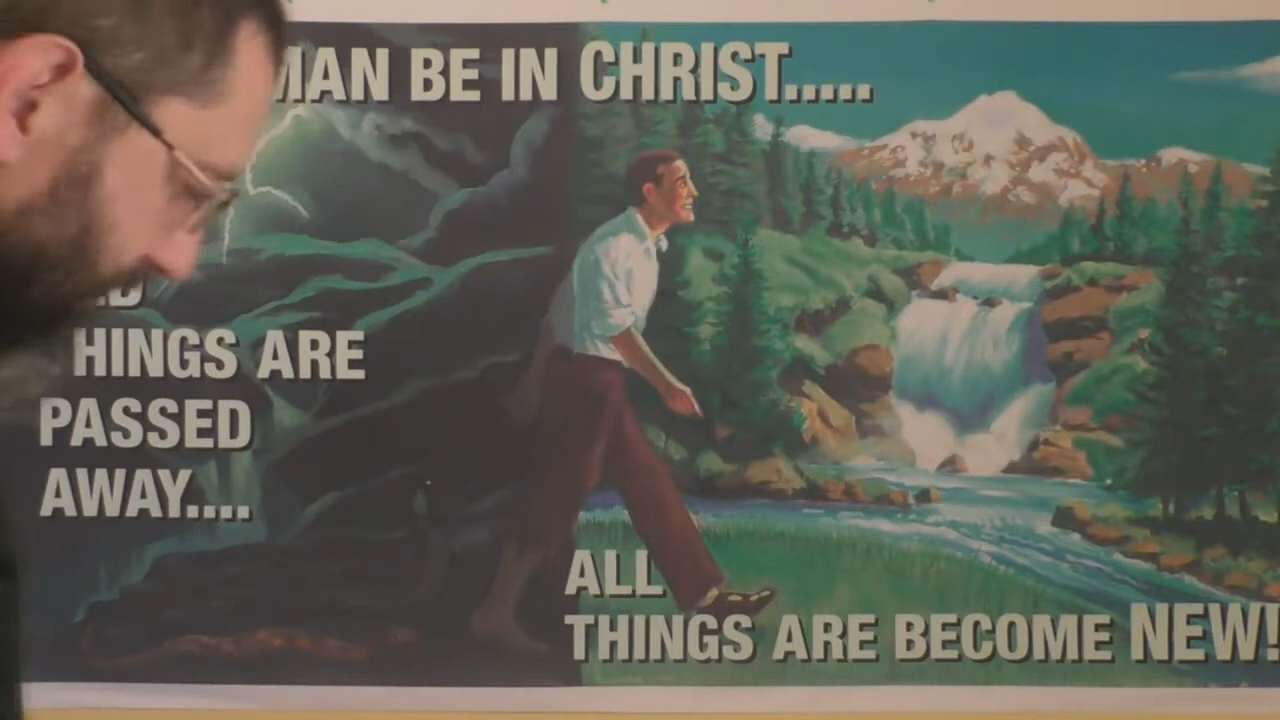 MAN BE IN CHRIST.....
HINGS ARE
PASSED
AWAY....
ALL
THINGS ARE BECOME NEW!